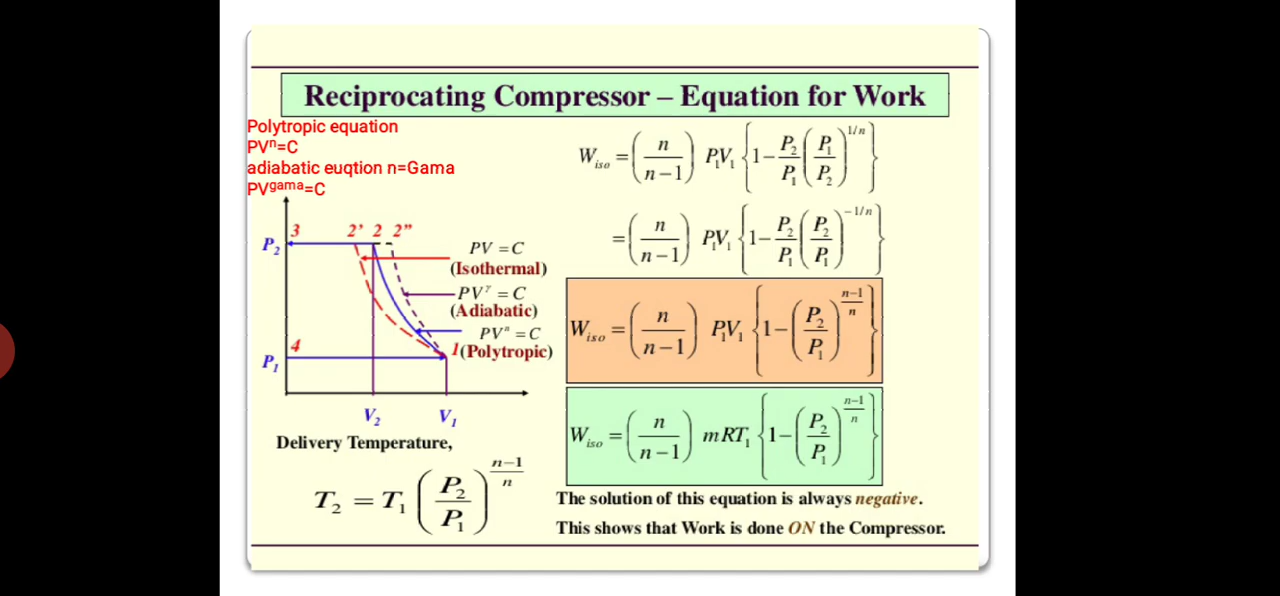 Reciprocating Compressor – Equation for Work
Polytropic equation
PVⁿ=C
adiabatic euqtion n=Gama
PV^gama=C
W_iso = (n/(n−1)) P₁V₁ {1−(P₂/P₁)(P₁/P₂)^(1/n)}
= (n/(n−1)) P₁V₁ {1−(P₂/P₁)(P₂/P₁)^(−1/n)}
W_iso = (n/(n−1)) P₁V₁ {1−(P₂/P₁)^((n−1)/n)}
W_iso = (n/(n−1)) mRT₁ {1−(P₂/P₁)^((n−1)/n)}
The solution of this equation is always negative.
This shows that Work is done ON the Compressor.
3 2’ 2 2”
P₂
PV = C
(Isothermal)
PV^γ = C
(Adiabatic)
PVⁿ = C
4
1 (Polytropic)
P₁
V₂ V₁
Delivery Temperature,
T₂ = T₁ (P₂/P₁)^((n−1)/n)